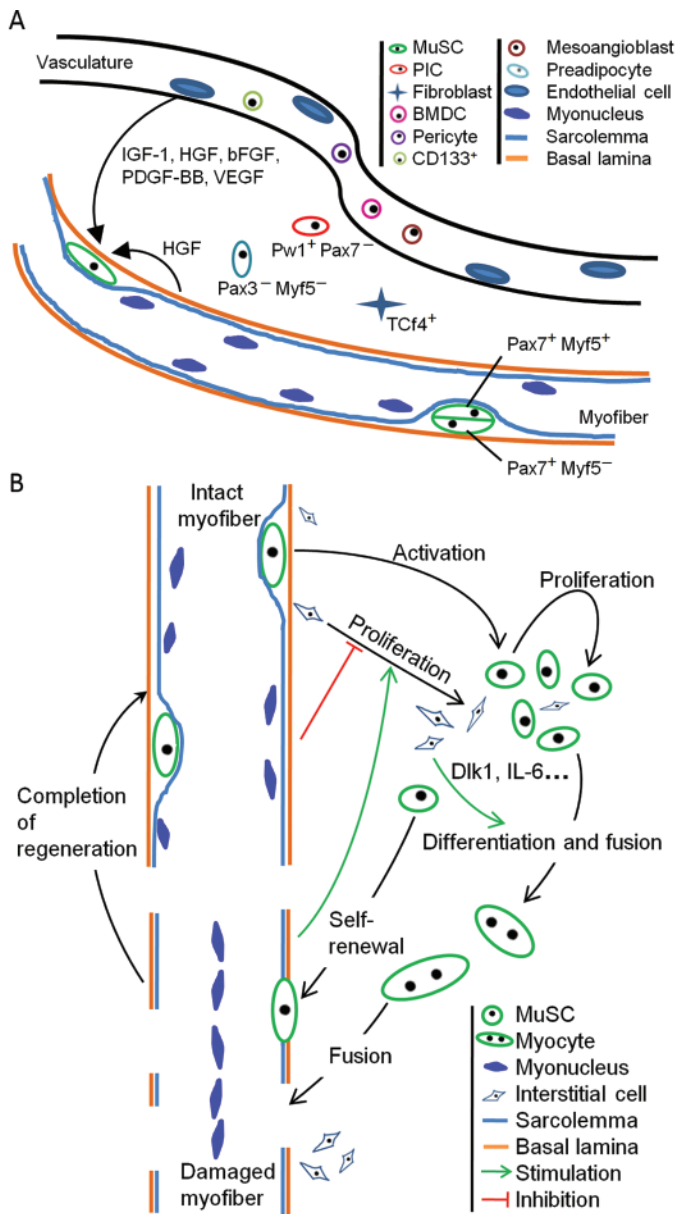 A
Vasculature
MuSC
PIC
Fibroblast
BMDC
Pericyte
CD133+
Mesoangioblast
Preadipocyte
Endothelial cell
Myonucleus
Sarcolemma
Basal lamina
IGF-1, HGF, bFGF,
PDGF-BB, VEGF
HGF
Pw1+ Pax7−
Pax3− Myf5−
TCf4+
Pax7+ Myf5+
Myofiber
Pax7+ Myf5−
B
Intact
myofiber
Activation
Proliferation
Proliferation
Dlk1, IL-6...
Completion
of
regeneration
Differentiation and fusion
Self-
renewal
Fusion
Damaged
myofiber
MuSC
Myocyte
Myonucleus
Interstitial cell
Sarcolemma
Basal lamina
Stimulation
Inhibition